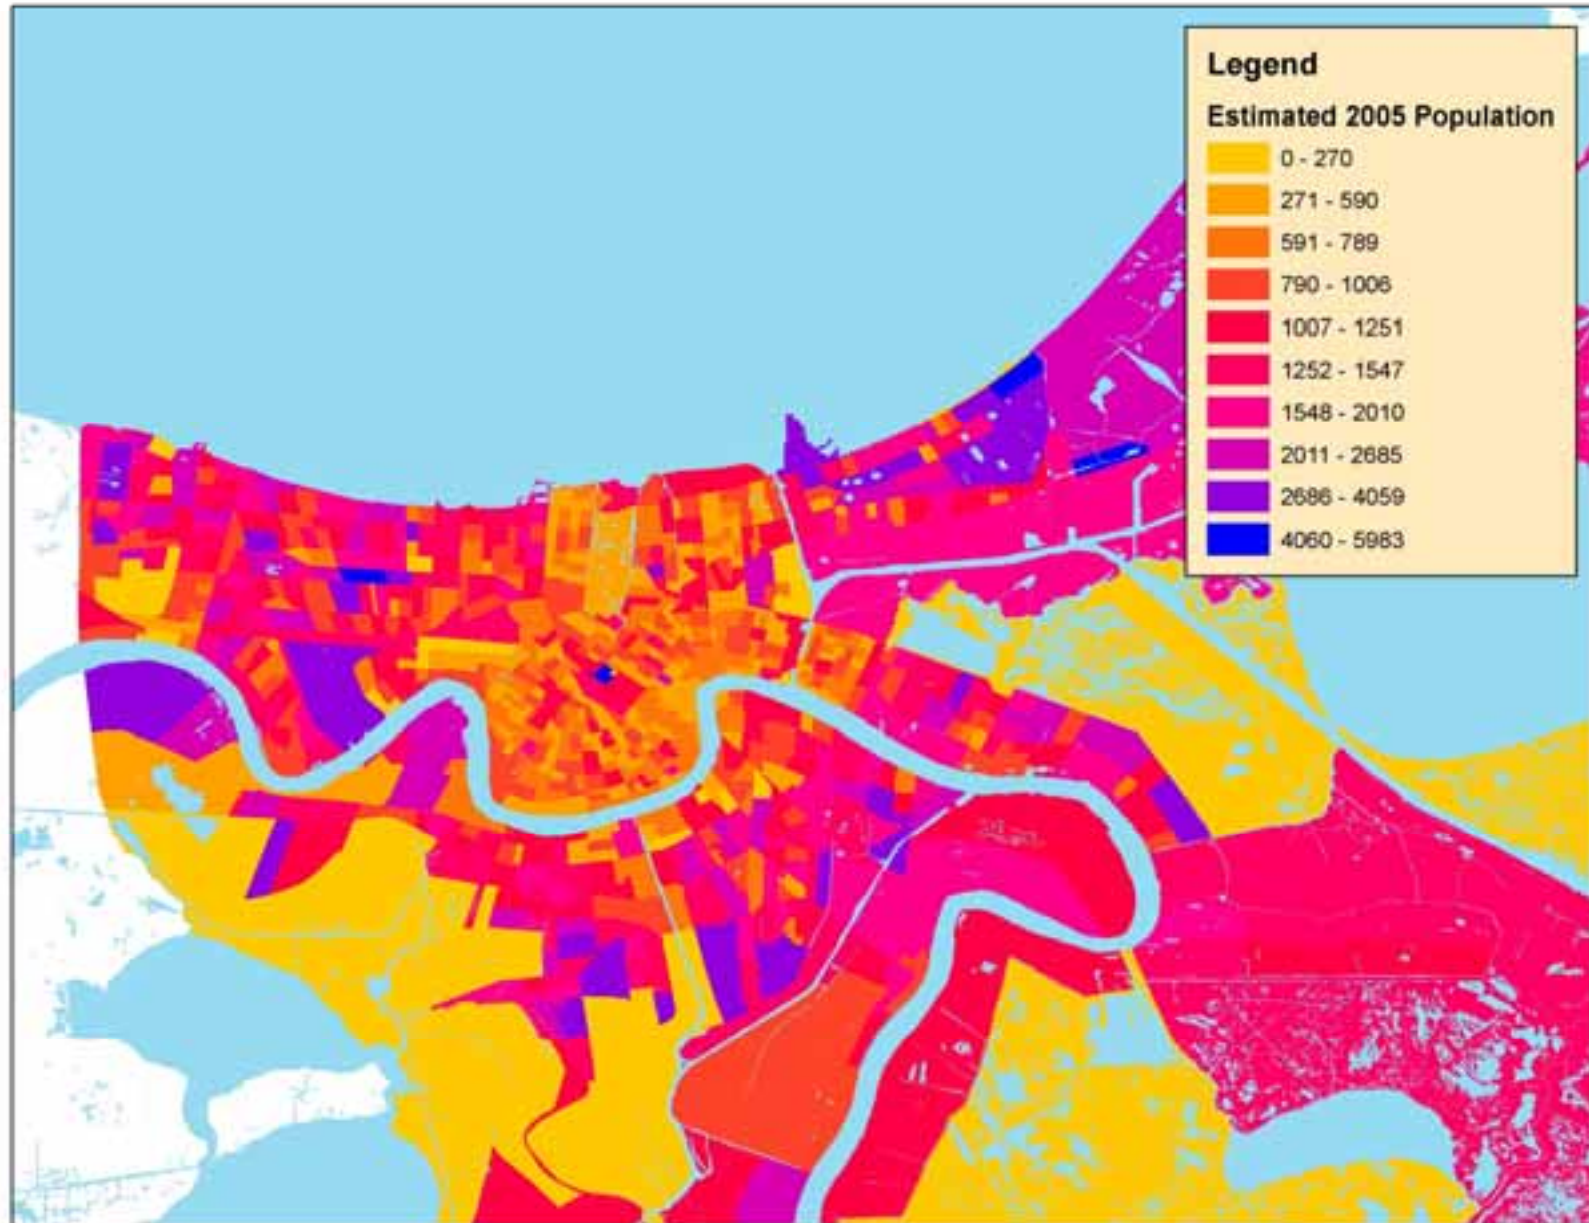 Legend
Estimated 2005 Population
0 - 270
271 - 590
591 - 789
790 - 1006
1007 - 1251
1252 - 1547
1548 - 2010
2011 - 2685
2686 - 4059
4060 - 5983